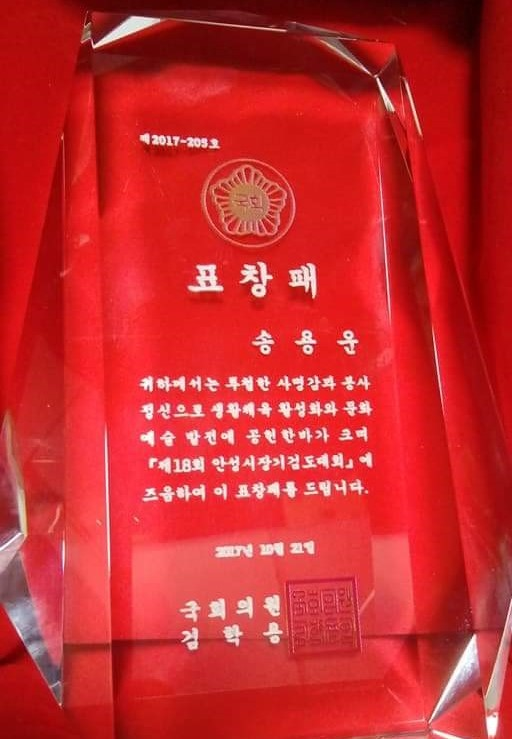 제2017-205호
국회
표창패
송용운
귀하께서는 투철한 사명감과 봉사
정신으로 생활체육 활성화와 문화
예술 발전에 공헌한바가 크며
『제18회 안성시장기검도대회』에
즈음하여 이 표창패를 드립니다.
2017년 10월 21일
국회의원
김학용